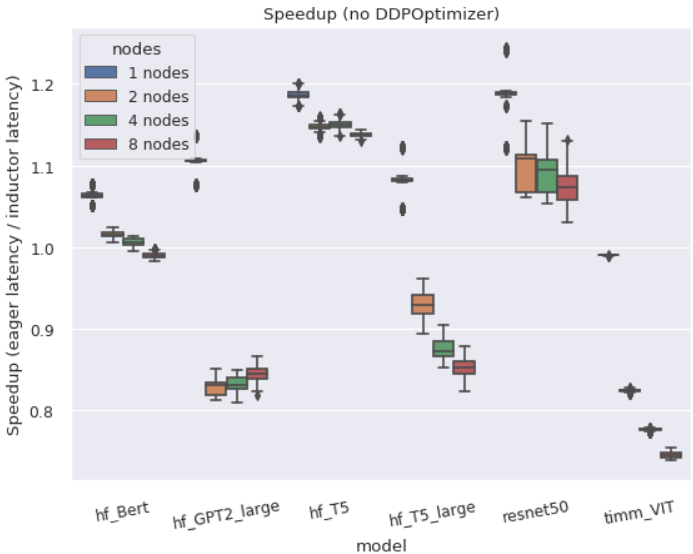 Speedup (no DDPOptimizer)
Speedup (eager latency / inductor latency)
nodes
1 nodes
2 nodes
4 nodes
8 nodes
1.2
1.1
1.0
0.9
0.8
hf_Bert
hf_GPT2_large
hf_T5
hf_T5_large
resnet50
timm_VIT
model